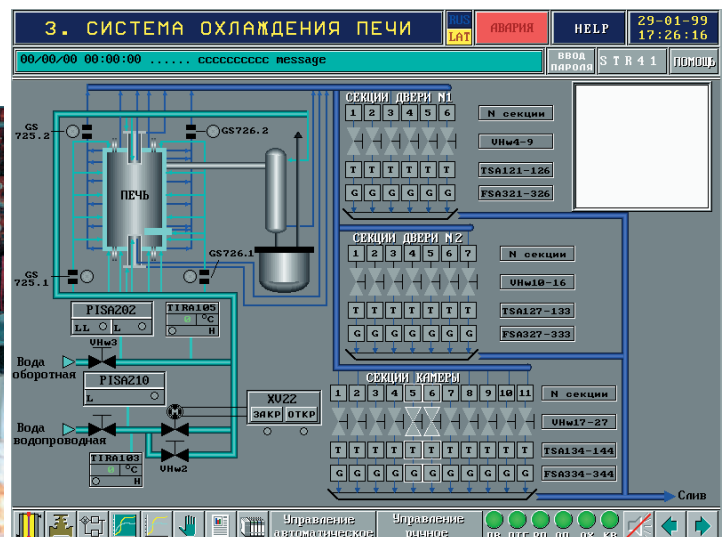 3. СИСТЕМА ОХЛАЖДЕНИЯ ПЕЧИ
RUS
LAT
АВАРИЯ
HELP
29-01-99
17:26:16
00/00/00 00:00:00 ...... cccccccccc message
ВВОД
ПАРОЛЯ
STR41
ПОМОЩЬ
GS
725.2
GS726.2
ПЕЧЬ
GS
725.1
GS726.1
СЕКЦИИ ДВЕРИ N1
1 2 3 4 5 6
N секции
VHw4-9
T T T T T T
TSA121-126
G G G G G G
FSA321-326
СЕКЦИИ ДВЕРИ N2
1 2 3 4 5 6 7
N секции
VHw10-16
T T T T T T T
TSA127-133
G G G G G G G
FSA327-333
СЕКЦИИ КАМЕРЫ
1 2 3 4 5 6 7 8 9 10 11
N секции
VHw17-27
T T T T T T T T T T T
TSA134-144
G G G G G G G G G G G
FSA334-344
Слив
PISA202
LL L
TIRA105
0 °C
H
VHw3
Вода
оборотная
PISA210
L
XV22
ЗАКР ОТКР
Вода
водопроводная
TIRA103
0 °C
H
VHw2
Управление
автоматическое
Управление
ручное